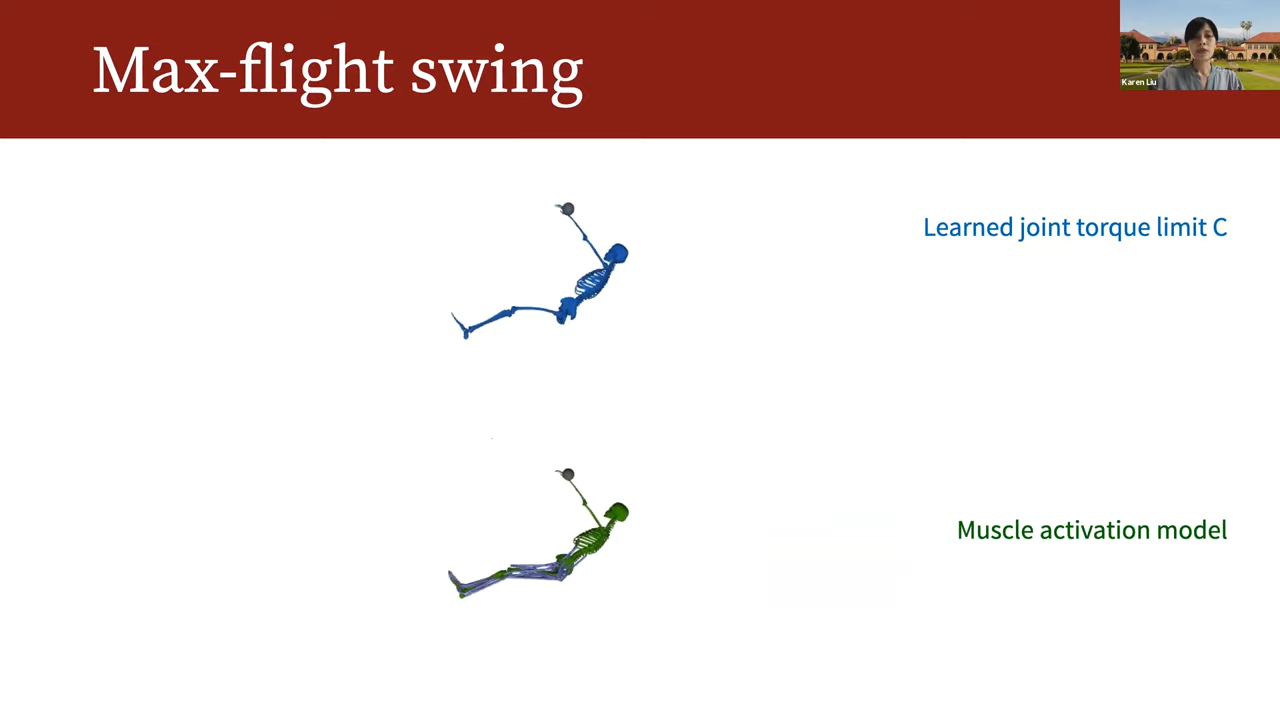 Max-flight swing
Karen Liu
Learned joint torque limit C
Muscle activation model